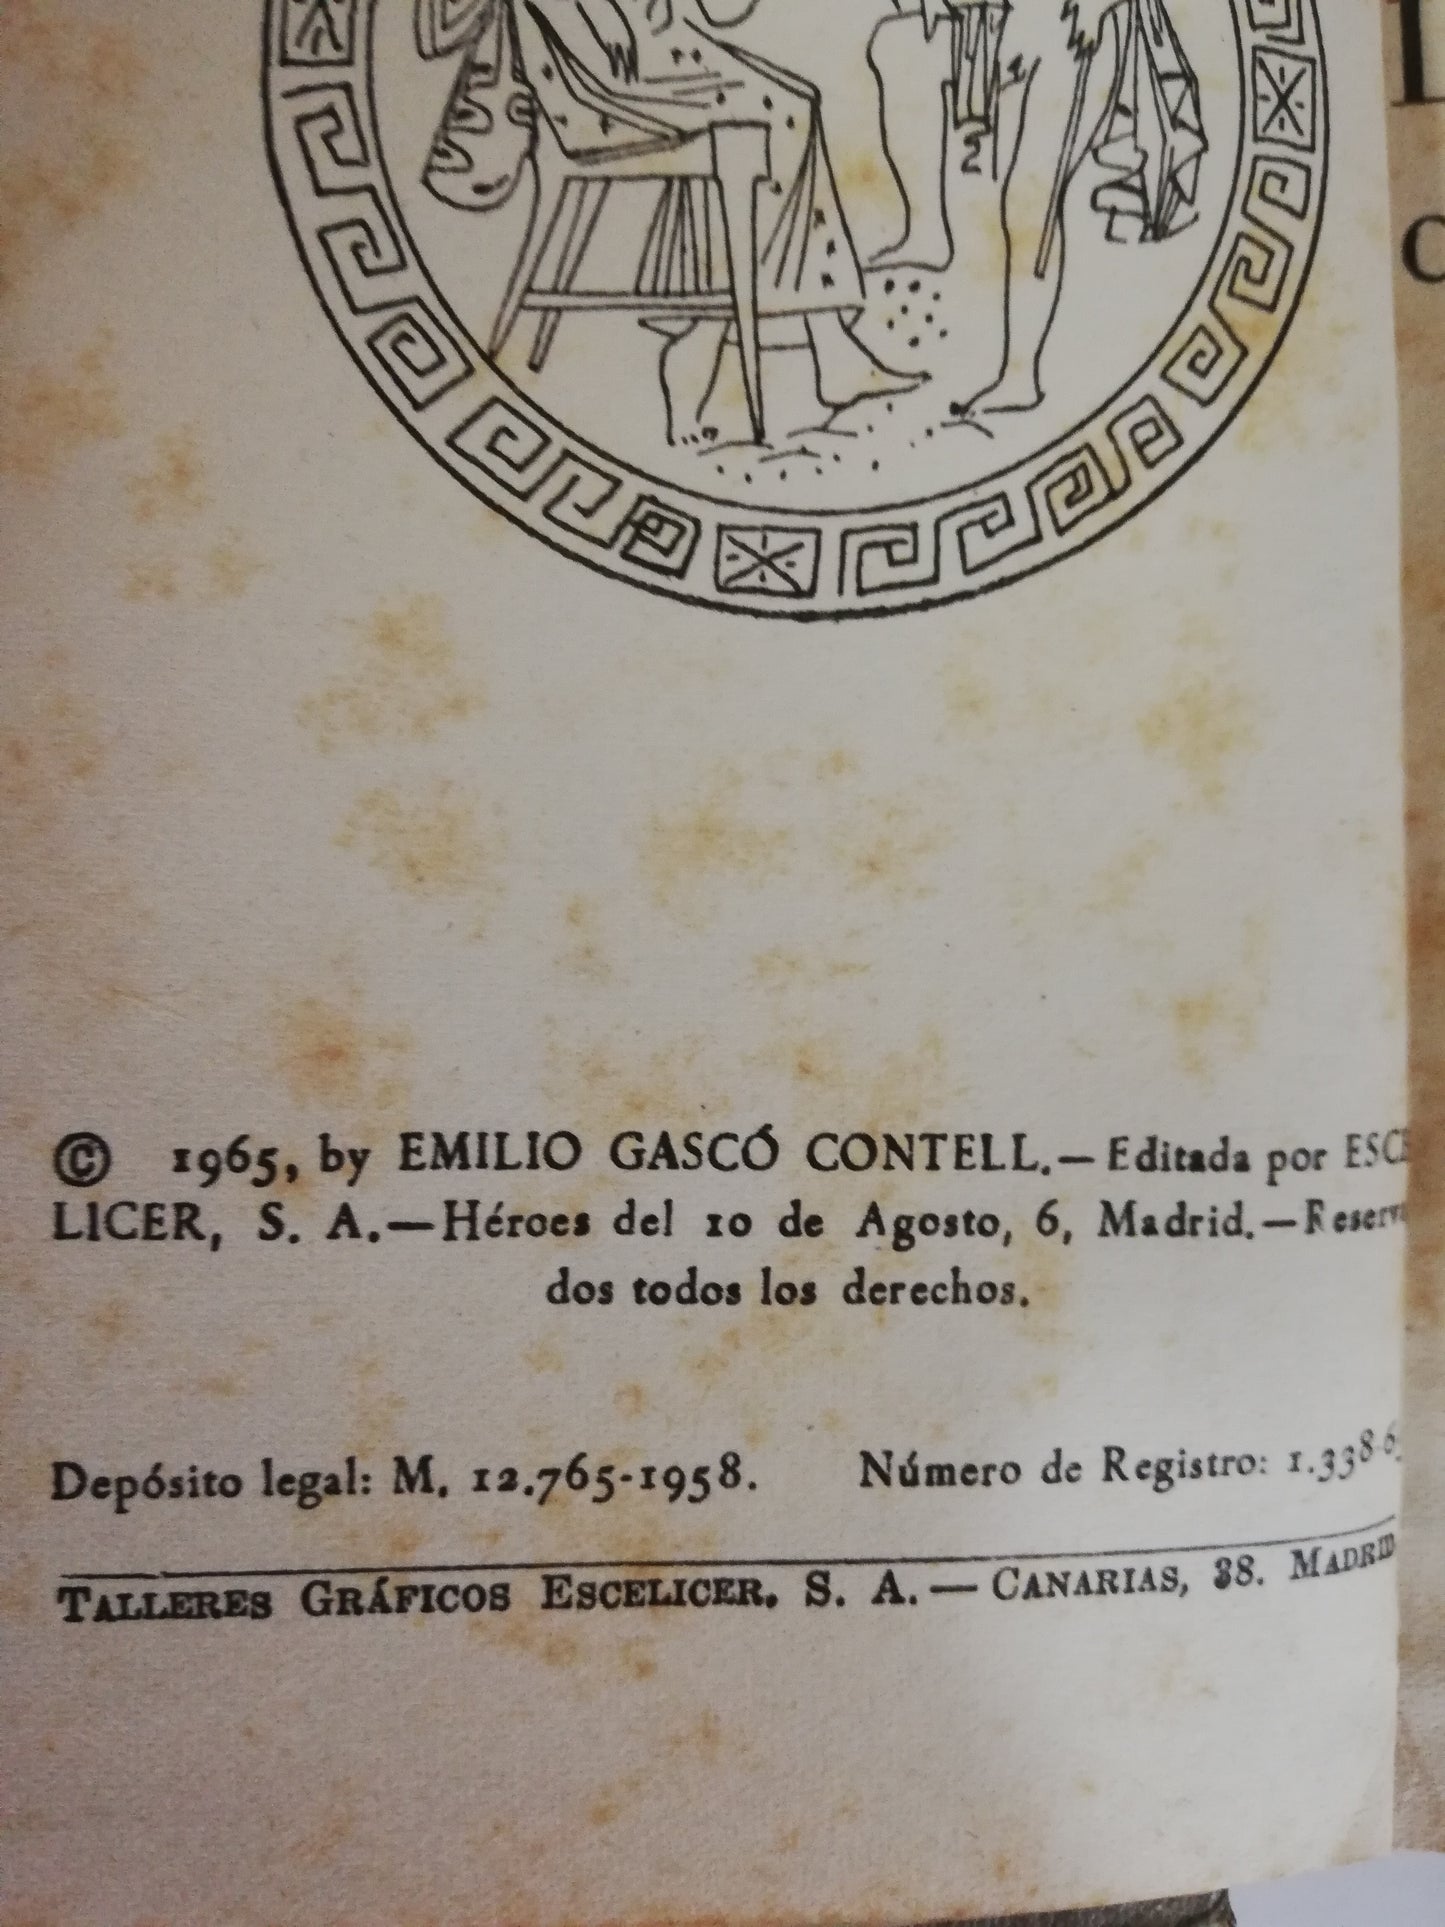 2
© 1965, by EMILIO GASCÓ CONTELL.—Editada por ESCE
LICER, S. A.—Héroes del 10 de Agosto, 6, Madrid.—Reserva
dos todos los derechos.
Depósito legal: M. 12.765-1958. Número de Registro: 1.338-6
TALLERES GRÁFICOS ESCELICER, S. A.—CANARIAS, 38. MADRID